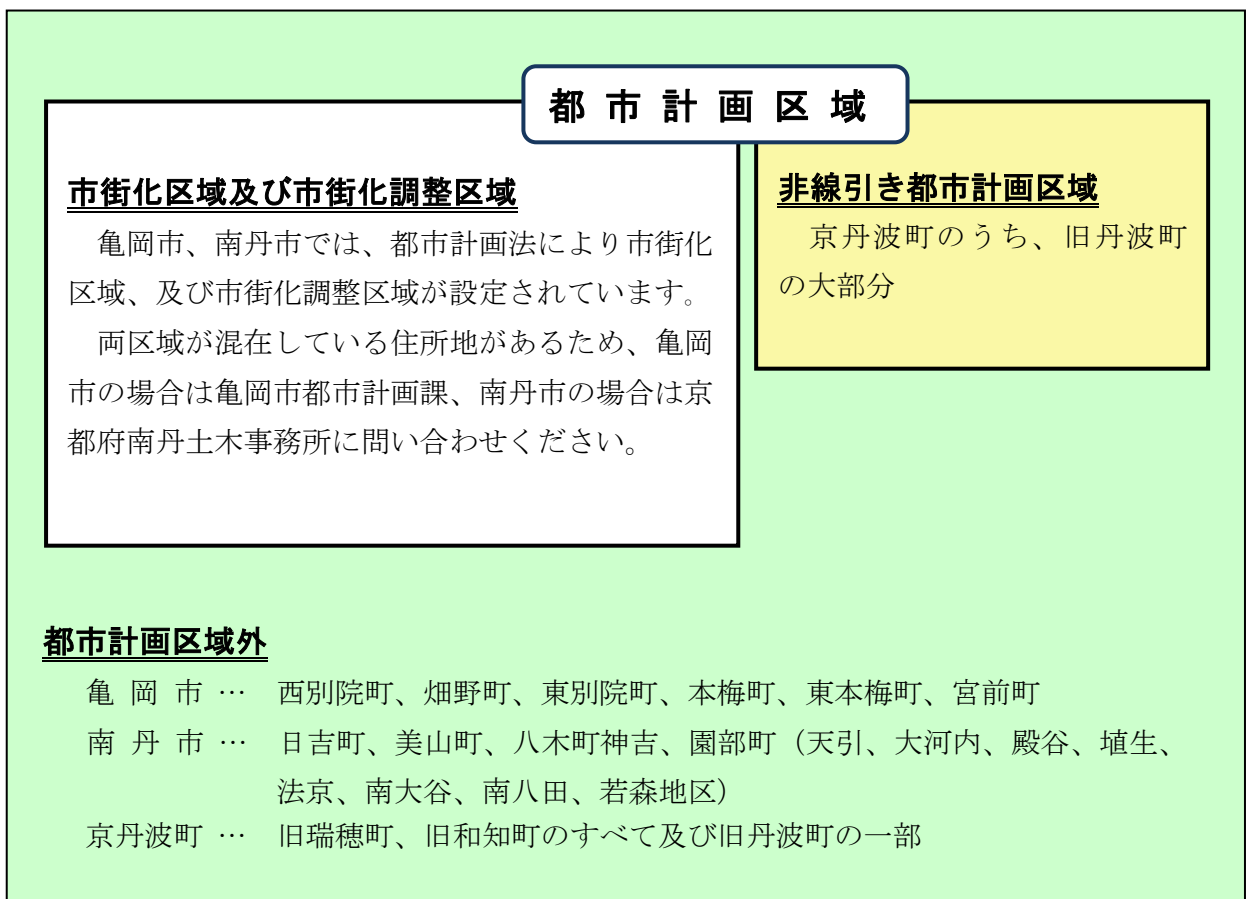 都市計画区域
市街化区域及び市街化調整区域
亀岡市、南丹市では、都市計画法により市街化
区域、及び市街化調整区域が設定されています。
両区域が混在している住所地があるため、亀岡
市の場合は亀岡市都市計画課、南丹市の場合は京
都府南丹土木事務所に問い合わせください。
非線引き都市計画区域
京丹波町のうち、旧丹波町
の大部分
都市計画区域外
亀岡市… 西別院町、畑野町、東別院町、本梅町、東本梅町、宮前町
南丹市… 日吉町、美山町、八木町神吉、園部町（天引、大河内、殿谷、埴生、
法京、南大谷、南八田、若森地区）
京丹波町… 旧瑞穂町、旧和知町のすべて及び旧丹波町の一部